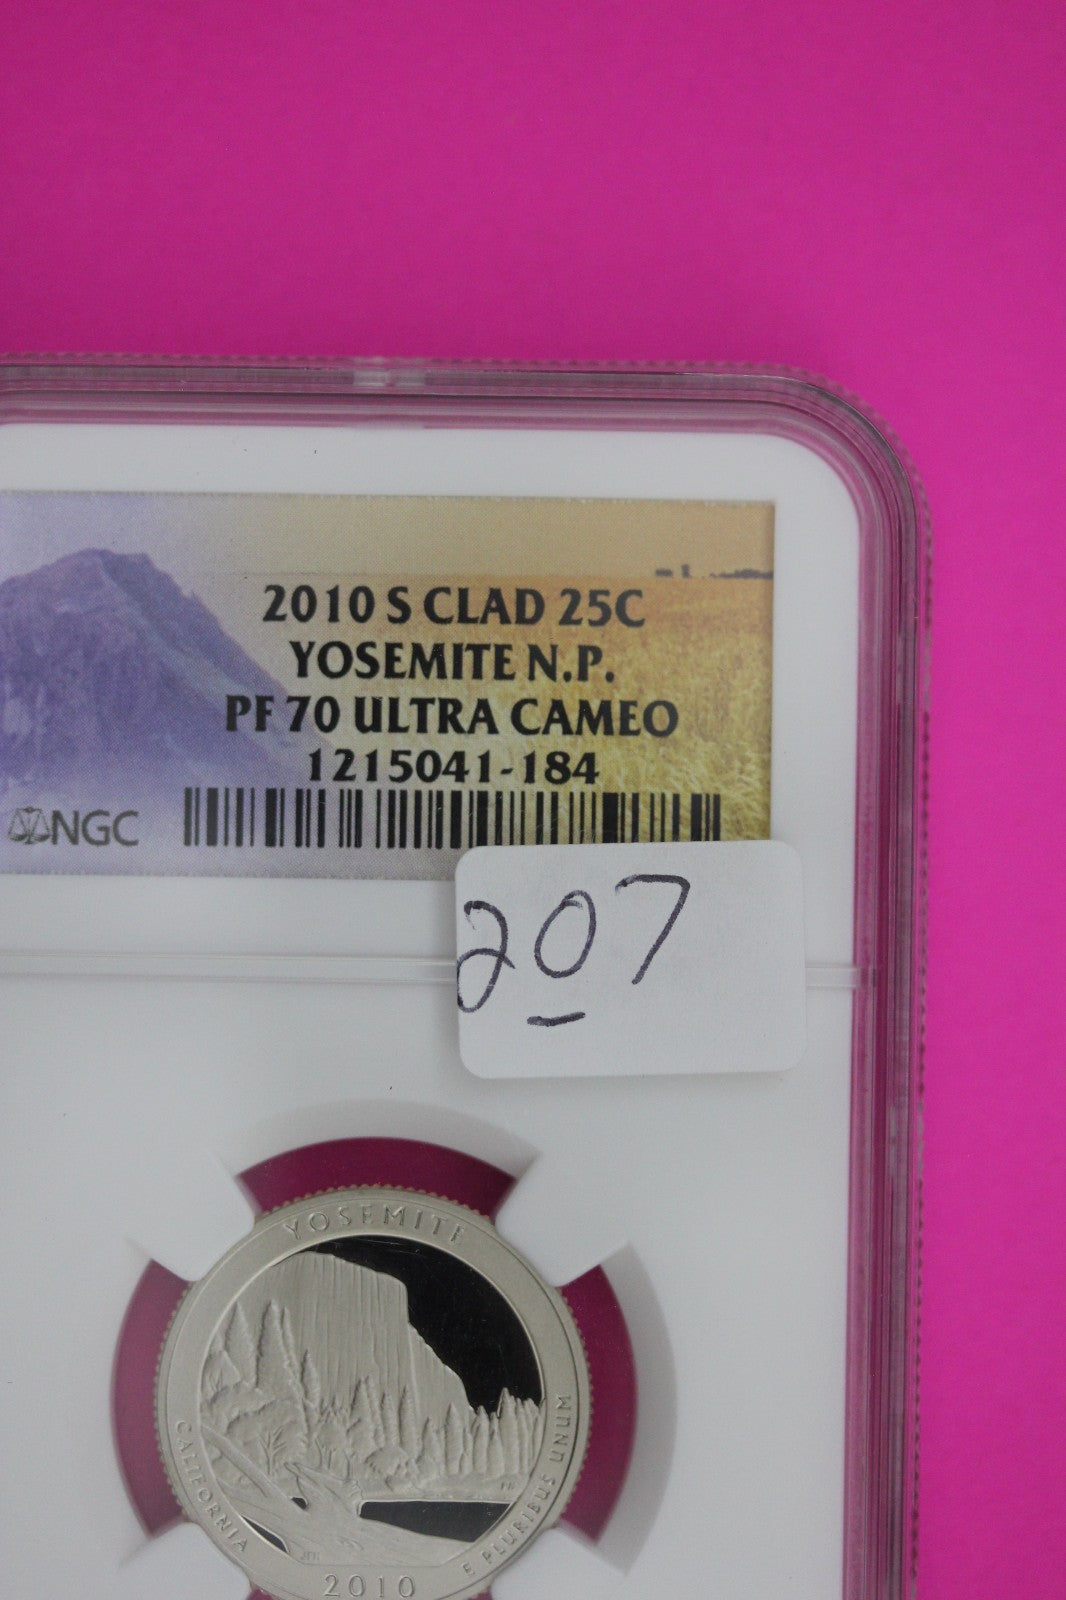 2010 S CLAD 25C
YOSEMITE N.P.
PF 70 ULTRA CAMEO
1215041-184
NGC
207
YOSEMITE
CALIFORNIA
E PLURIBUS UNUM
2010